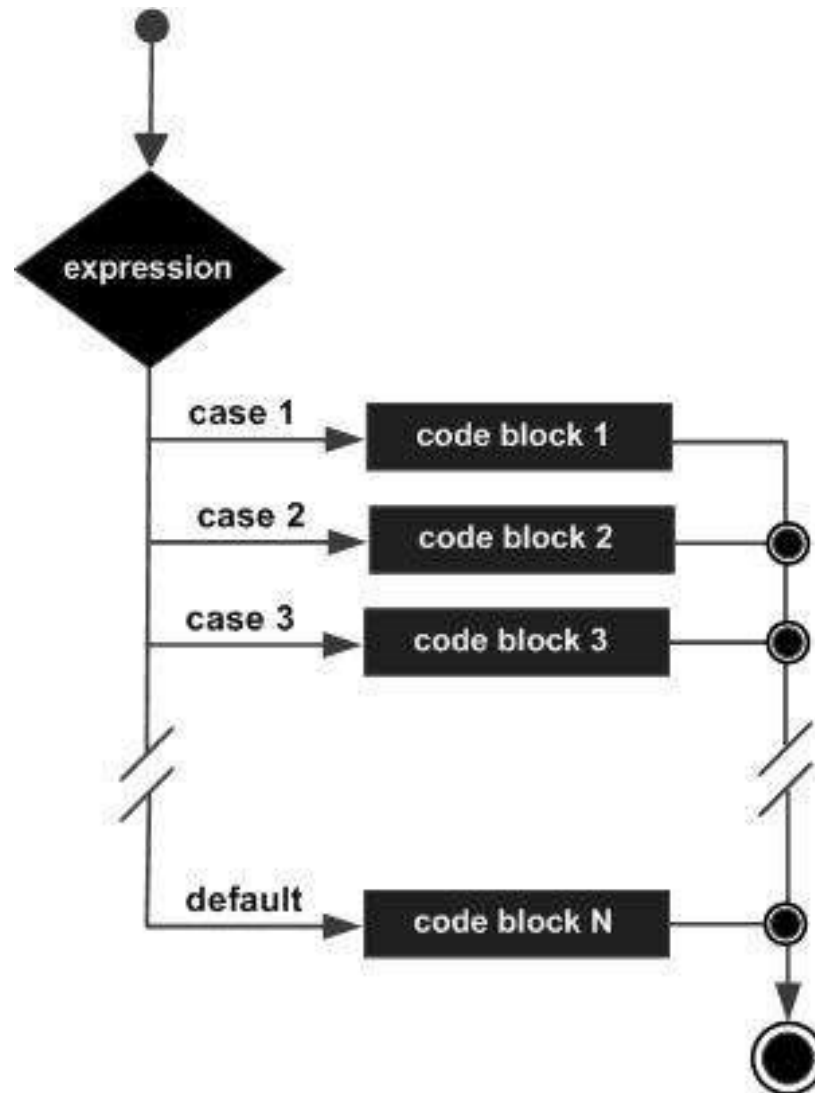 expression
case 1
code block 1
case 2
code block 2
case 3
code block 3
default
code block N